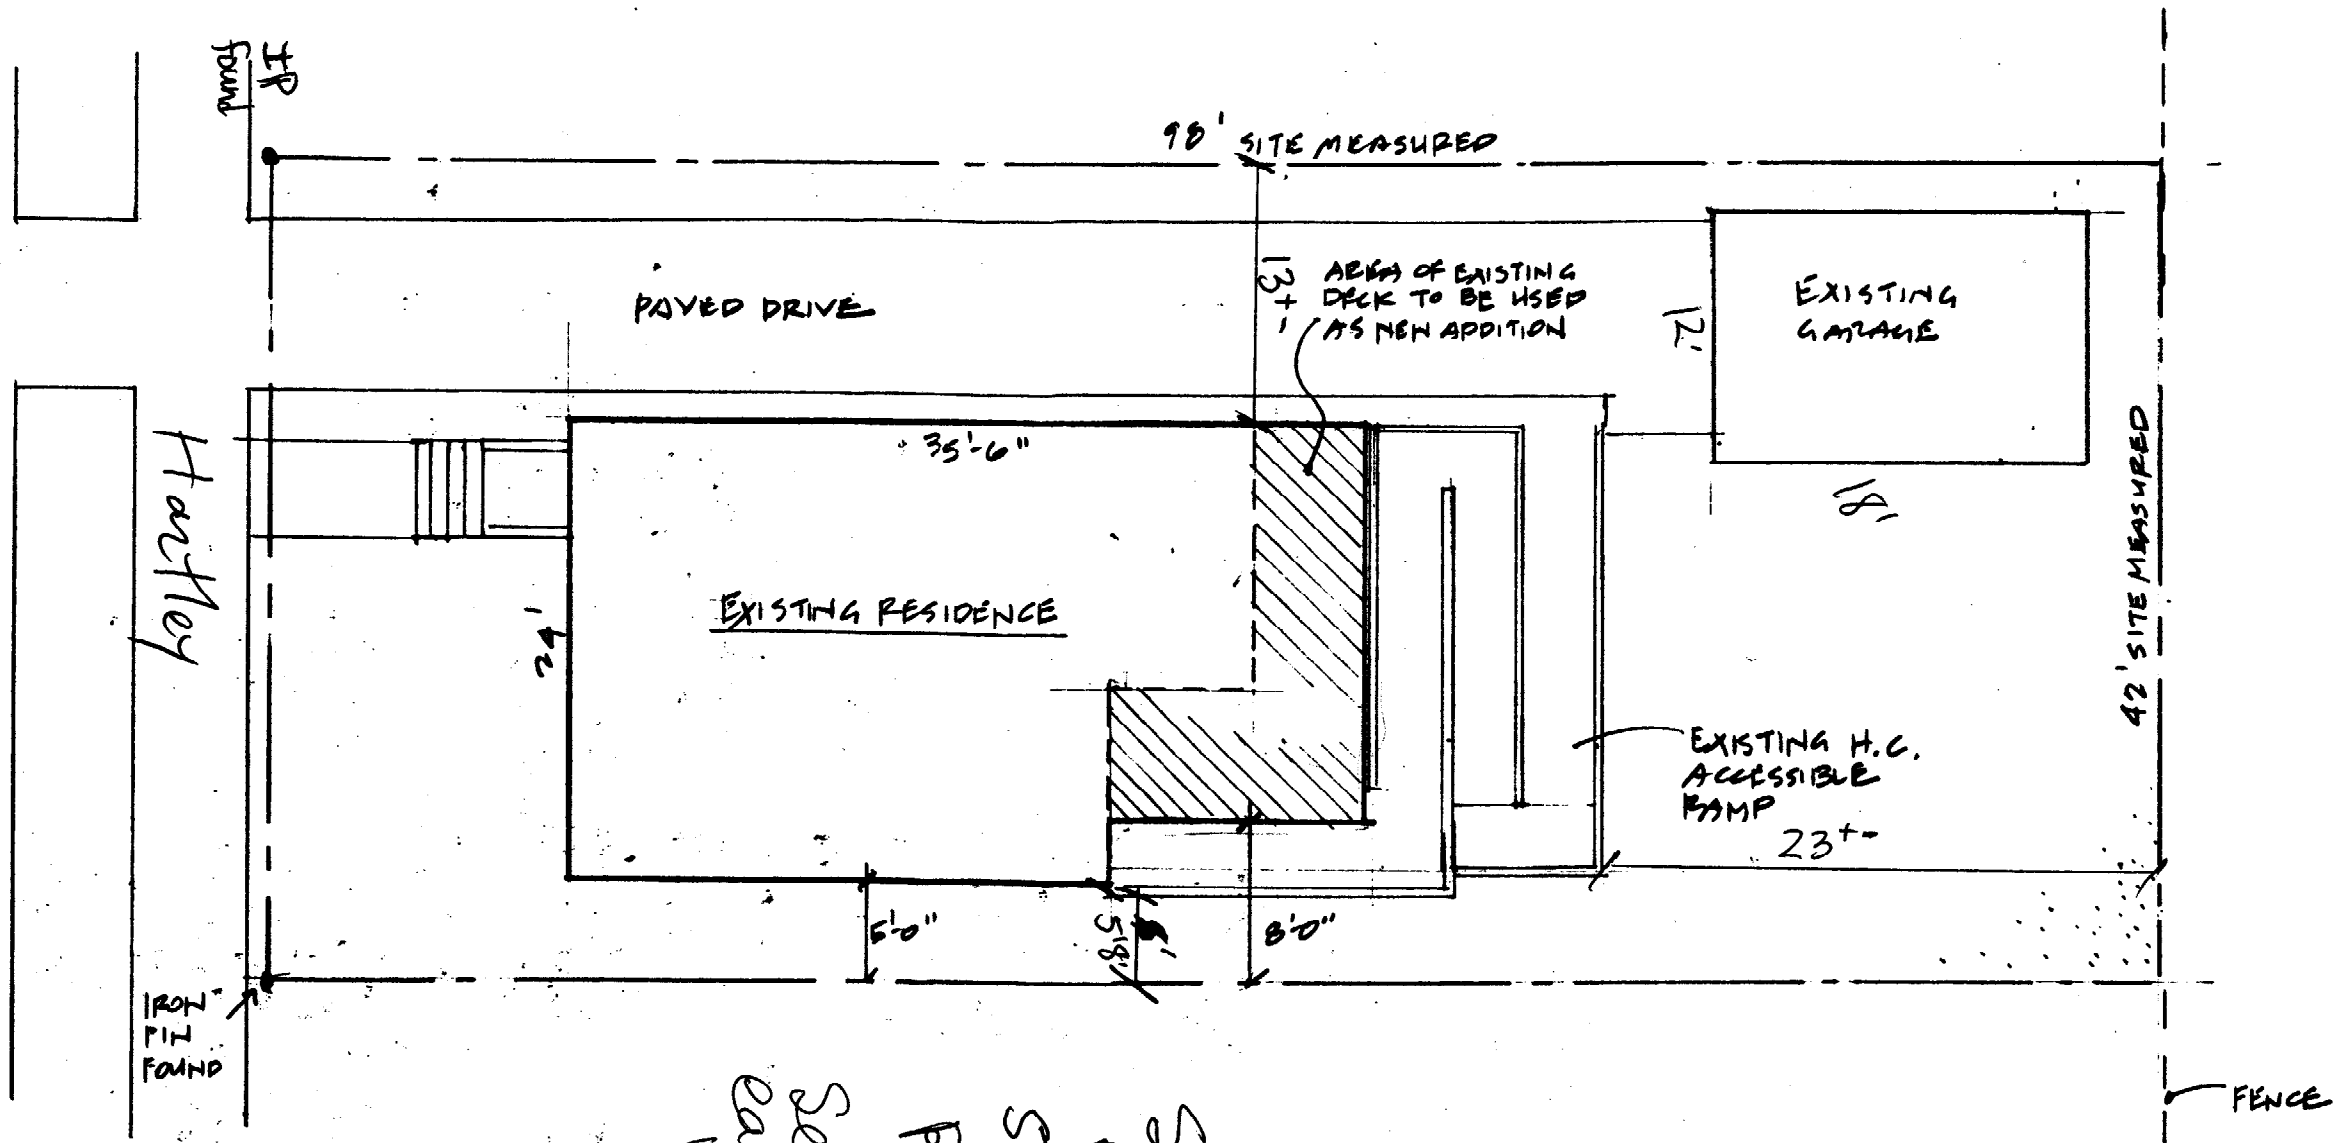 IP
found
98' SITE MEASURED
PAVED DRIVE
13+'
AREA OF EXISTING
DECK TO BE USED
AS NEW ADDITION
12'
EXISTING
GARAGE
18'
Hartley
35'-6"
24'
EXISTING RESIDENCE
42' SITE MEASURED
EXISTING H.C.
ACCESSIBLE
RAMP
23+-
5'-0"
5'8"
8'-0"
IRON
PIN
FOUND
FENCE